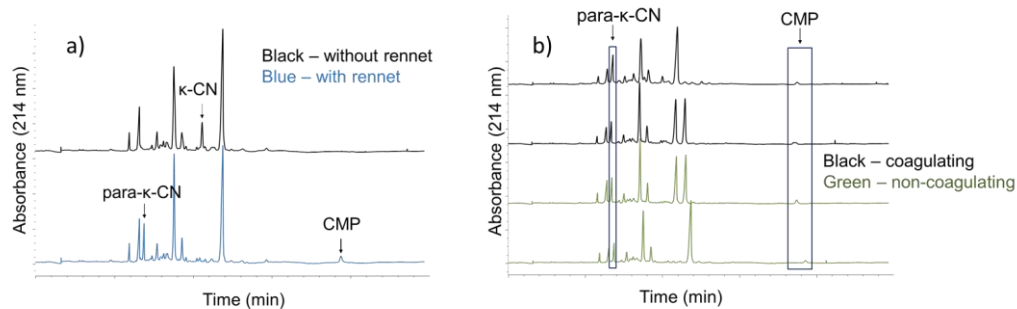 a)
Black – without rennet
Blue – with rennet
κ-CN
para-κ-CN
CMP
Absorbance (214 nm)
Time (min)
b)
para-κ-CN
CMP
Black – coagulating
Green – non-coagulating
Absorbance (214 nm)
Time (min)